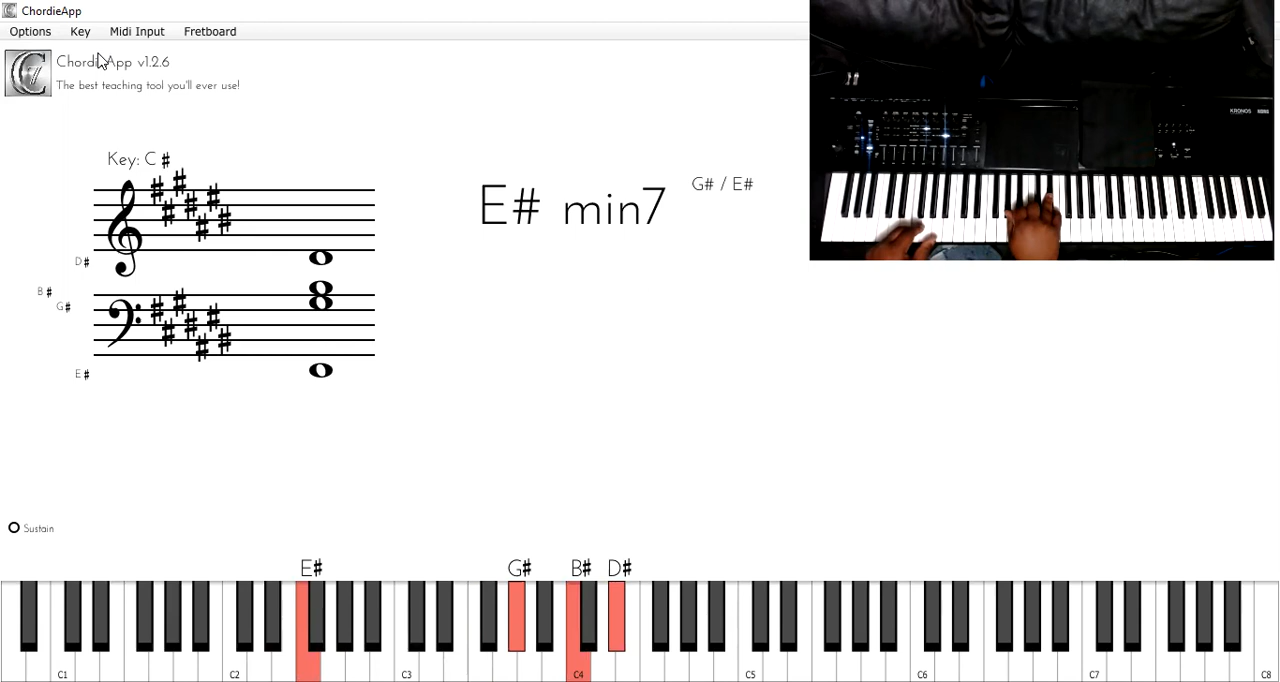 ChordieApp
Options Key Midi Input Fretboard
ChordieApp v1.2.6
The best teaching tool you'll ever use!
KRONOS
Key: C #
E# min7
G# / E#
D#
B #
G#
E#
Sustain
E# G# B# D#
C1 C2 C3 C4 C5 C6 C7 C8